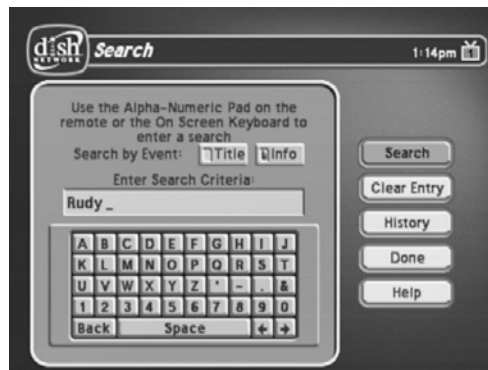 dish
NETWORK
Search
1:14pm
1
Use the Alpha-Numeric Pad on the
remote or the On Screen Keyboard to
enter a search
Search by Event: Title Info
Enter Search Criteria:
Rudy _
A B C D E F G H I J
K L M N O P Q R S T
U V W X Y Z ' - . &
1 2 3 4 5 6 7 8 9 0
Back Space ← →
Search
Clear Entry
History
Done
Help